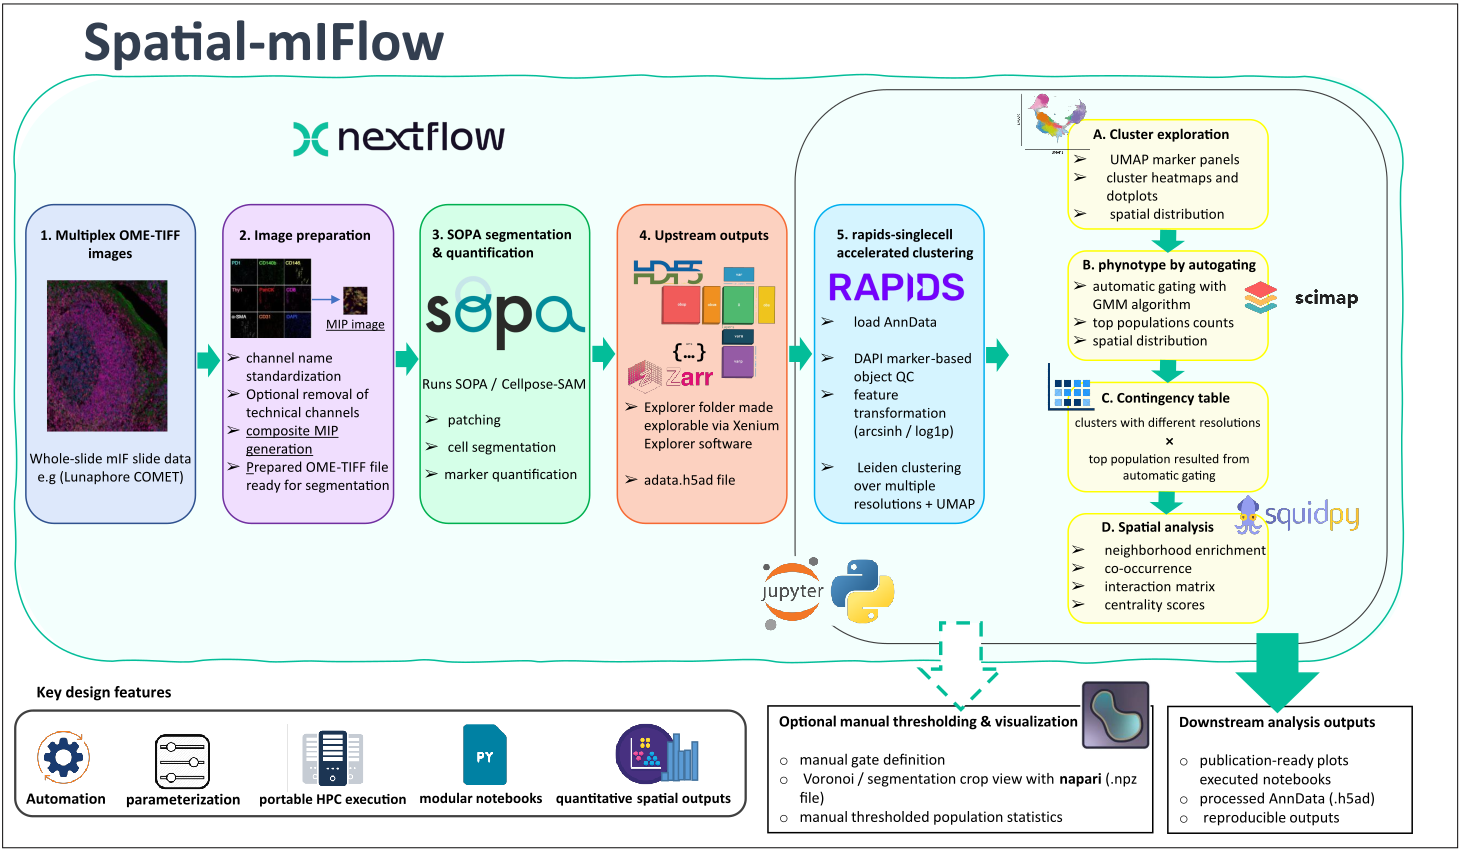 Spatial-mIFlow
nextflow
1. Multiplex OME-TIFF
images
Whole-slide mIF slide data
e.g (Lunaphore COMET)
2. Image preparation
PD1 CD140b CD146
Thy1
α-SMA CD31 DAPI
MIP image
➢ channel name
standardization
➢ Optional removal of
technical channels
➢ composite MIP
generation
➢ Prepared OME-TIFF file
ready for segmentation
3. SOPA segmentation
& quantification
sopa
Runs SOPA / Cellpose-SAM
➢ patching
➢ cell segmentation
➢ marker quantification
4. Upstream outputs
HDF5
{...}
Zarr
➢ Explorer folder made
explorable via Xenium
Explorer software
➢ adata.h5ad file
5. rapids-singlecell
accelerated clustering
RAPIDS
➢ load AnnData
➢ DAPI marker-based
object QC
➢ feature
transformation
(arcsinh / log1p)
➢ Leiden clustering
over multiple
resolutions + UMAP
jupyter
A. Cluster exploration
➢ UMAP marker panels
➢ cluster heatmaps and
dotplots
➢ spatial distribution
B. phynotype by autogating
➢ automatic gating with
GMM algorithm
➢ top populations counts
➢ spatial distribution
scimap
C. Contingency table
clusters with different resolutions
×
top population resulted from
automatic gating
D. Spatial analysis
➢ neighborhood enrichment
➢ co-occurrence
➢ interaction matrix
➢ centrality scores
squidpy
Key design features
Automation
parameterization
portable HPC execution
PY
modular notebooks
quantitative spatial outputs
Optional manual thresholding & visualization
○ manual gate definition
○ Voronoi / segmentation crop view with napari (.npz
file)
○ manual thresholded population statistics
Downstream analysis outputs
○ publication-ready plots
executed notebooks
○ processed AnnData (.h5ad)
○ reproducible outputs